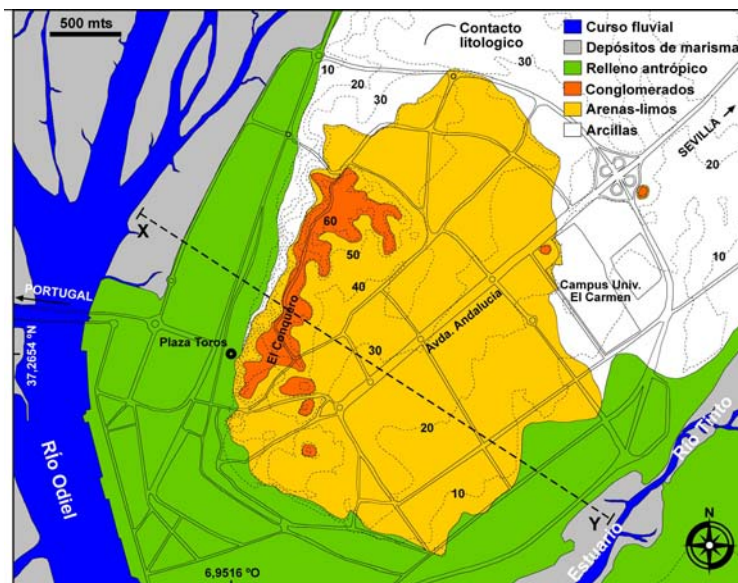 500 mts
Contacto
litologico
Curso fluvial
Depósitos de marisma
Relleno antrópico
Conglomerados
Arenas-limos
Arcillas
10
20
30
30
SEVILLA
20
10
X
60
50
40
30
20
10
El Conquero
Avda. Andalucía
Campus Univ.
El Carmen
PORTUGAL
Plaza Toros
37,2654 ºN
RÍo Odiel
6,9516 ºO
Y
Estuario
RÍo Tinto
N